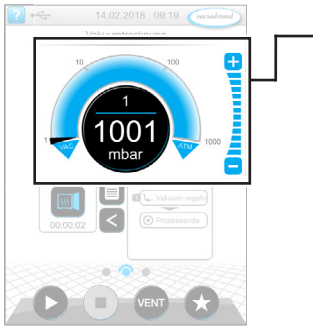 ? 14.02.2018 09:19 vacuubrand
Vakuumtrocknung
10 100
1 1000
VAC ATM
1
1001
mbar
Vakuum regeln
Prozessende
00:00:02
VENT